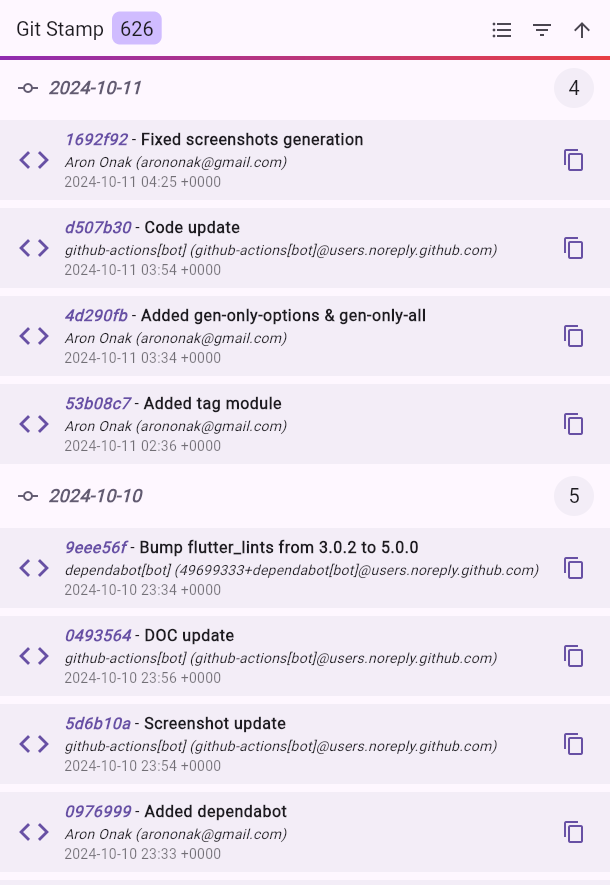 Git Stamp 626
2024-10-11 4
1692f92 - Fixed screenshots generation
Aron Onak (arononak@gmail.com)
2024-10-11 04:25 +0000
d507b30 - Code update
github-actions[bot] (github-actions[bot]@users.noreply.github.com)
2024-10-11 03:54 +0000
4d290fb - Added gen-only-options & gen-only-all
Aron Onak (arononak@gmail.com)
2024-10-11 03:34 +0000
53b08c7 - Added tag module
Aron Onak (arononak@gmail.com)
2024-10-11 02:36 +0000
2024-10-10 5
9eee56f - Bump flutter_lints from 3.0.2 to 5.0.0
dependabot[bot] (49699333+dependabot[bot]@users.noreply.github.com)
2024-10-10 23:34 +0000
0493564 - DOC update
github-actions[bot] (github-actions[bot]@users.noreply.github.com)
2024-10-10 23:56 +0000
5d6b10a - Screenshot update
github-actions[bot] (github-actions[bot]@users.noreply.github.com)
2024-10-10 23:54 +0000
0976999 - Added dependabot
Aron Onak (arononak@gmail.com)
2024-10-10 23:33 +0000